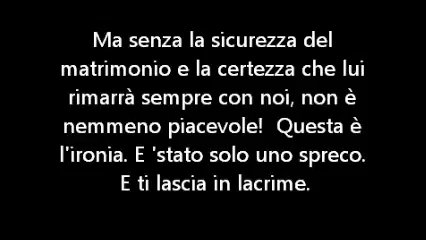 Ma senza la sicurezza del
matrimonio e la certezza che lui
rimarrà sempre con noi, non è
nemmeno piacevole!  Questa è
l'ironia. E 'stato solo uno spreco.
E ti lascia in lacrime.